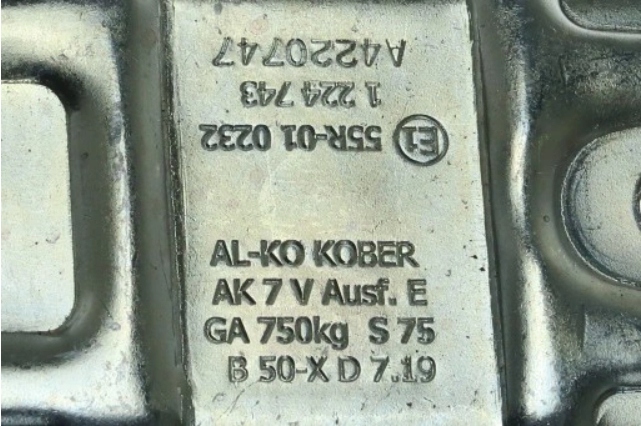 E1 55R-01 0232
1 224 743
A4220747
AL-KO KOBER
AK 7 V Ausf. E
GA 750kg S 75
B 50-X D 7.19